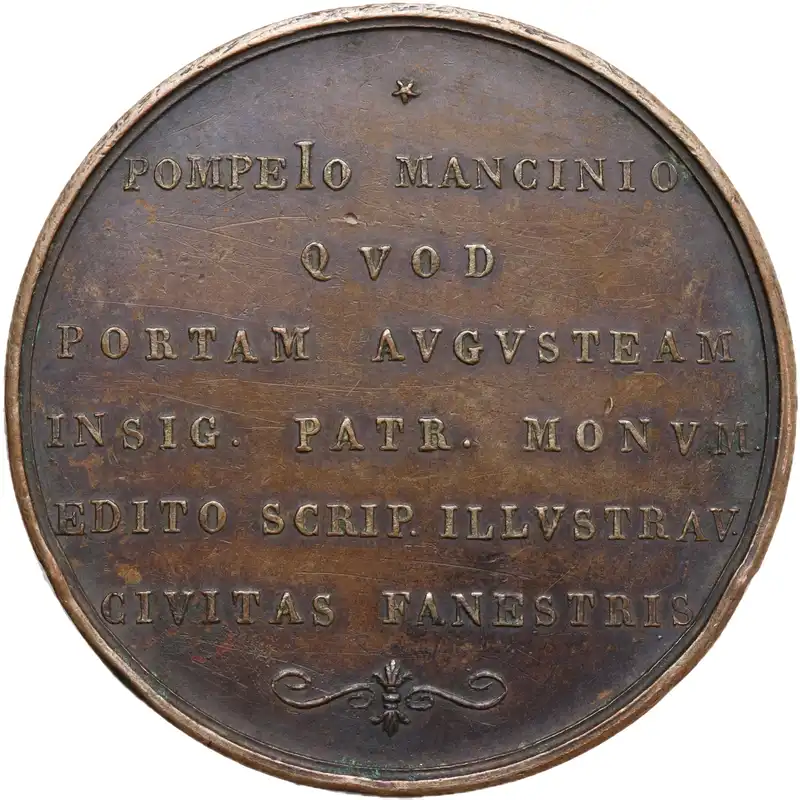 POMPEIO MANCINIO
QVOD
PORTAM AVGVSTEAM
INSIG. PATR. MONVM.
EDITO SCRIP. ILLVSTRAV.
CIVITAS FANESTRIS